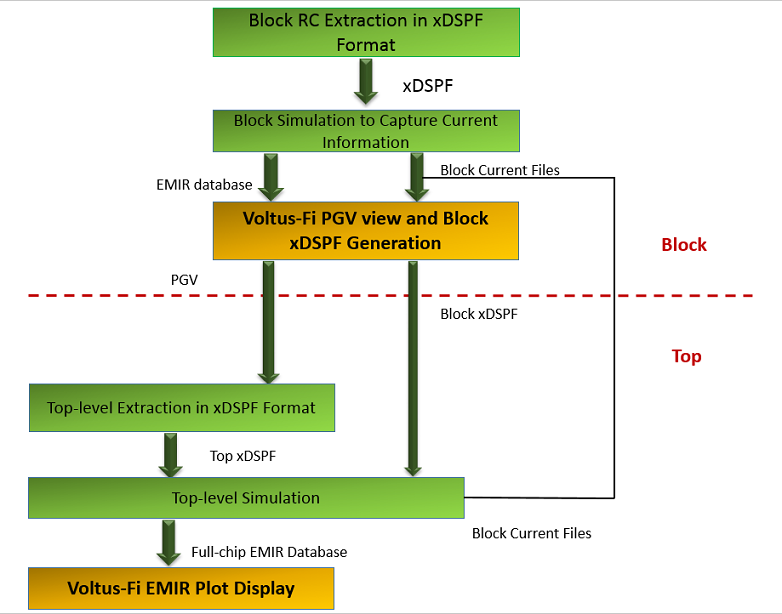 Block RC Extraction in xDSPF
Format
xDSPF
Block Simulation to Capture Current
Information
EMIR database
Block Current Files
Voltus-Fi PGV view and Block
xDSPF Generation
Block
PGV
Block xDSPF
Top
Top-level Extraction in xDSPF Format
Top xDSPF
Top-level Simulation
Block Current Files
Full-chip EMIR Database
Voltus-Fi EMIR Plot Display